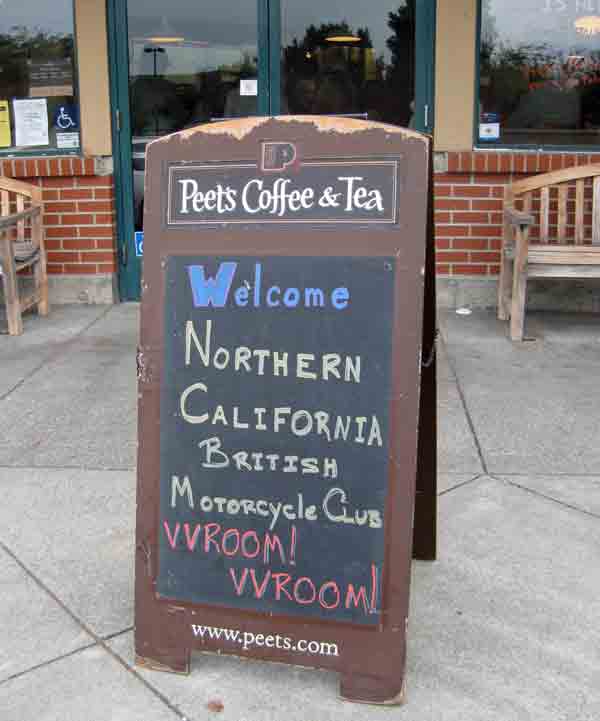 P
Peet's Coffee & Tea
Welcome
Northern
California
British
Motorcycle Club
VVROOM!
VVROOM!
www.peets.com